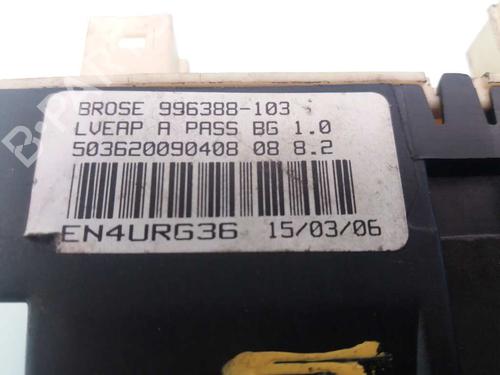 BROSE 996388-103
LVEAP A PASS BG 1.0
503620090408 08 8.2
EN4URG36 15/03/06